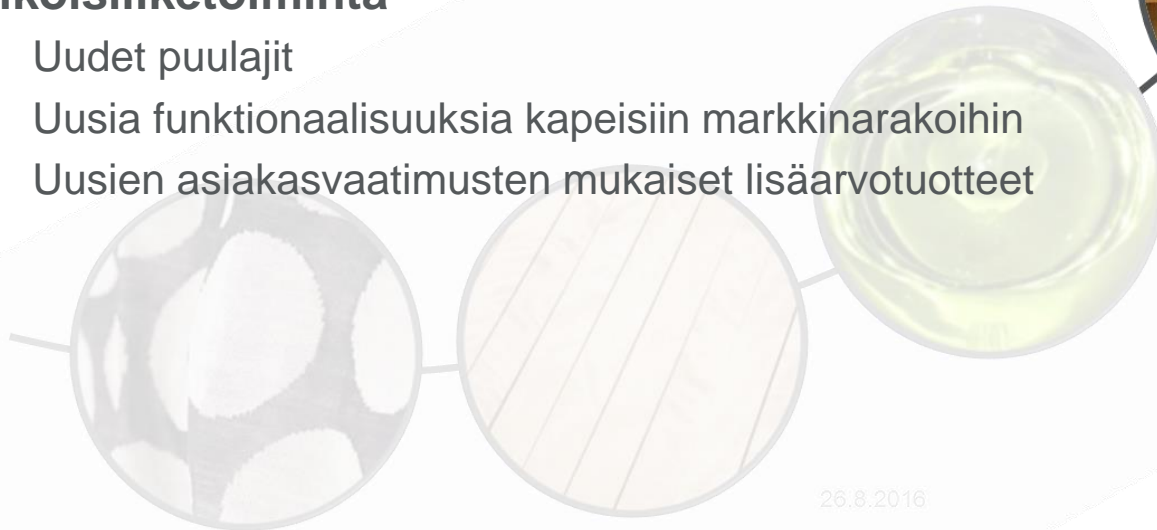 Uudet puulajit
Uusia funktionaalisuuksia kapeisiin markkinarakoihin
Uusien asiakasvaatimusten mukaiset lisäarvotuotteet
26.8.2016